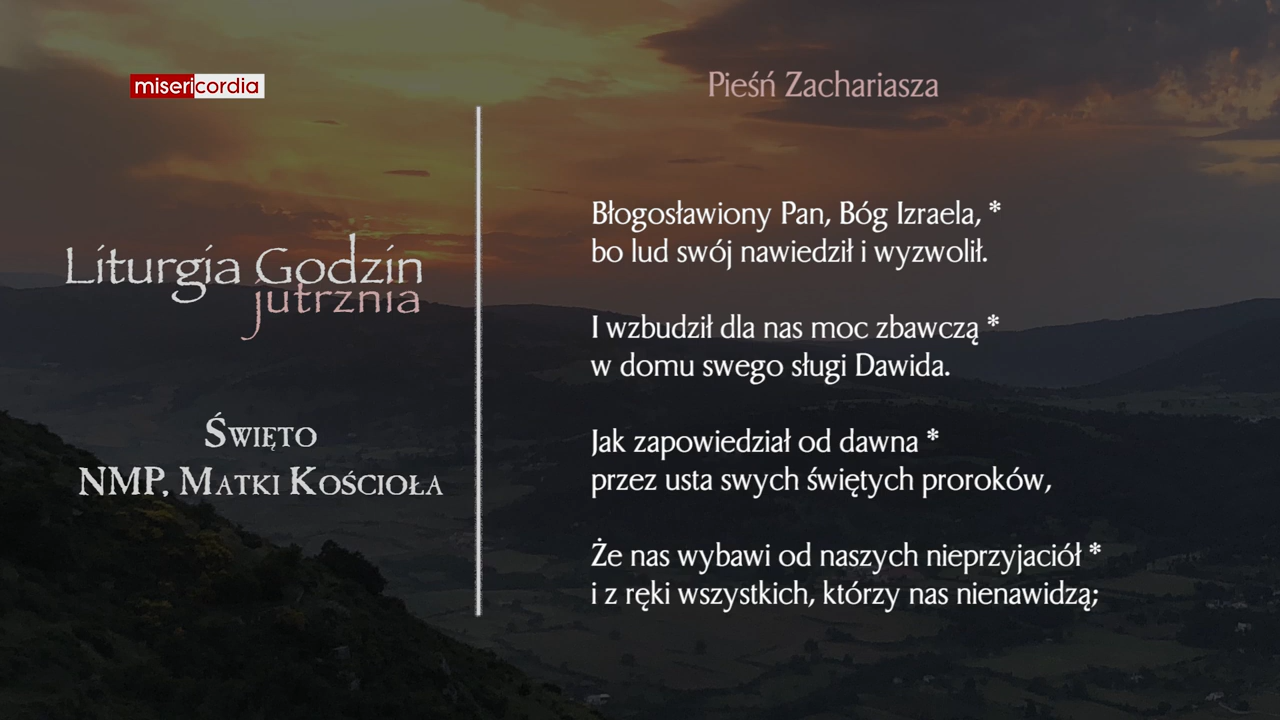 misericordia
Liturgia Godzin
jutrznia
Święto
NMP, Matki Kościoła
Pieśń Zachariasza
Błogosławiony Pan, Bóg Izraela, *
bo lud swój nawiedził i wyzwolił.
I wzbudził dla nas moc zbawczą *
w domu swego sługi Dawida.
Jak zapowiedział od dawna *
przez usta swych świętych proroków,
Że nas wybawi od naszych nieprzyjaciół *
i z ręki wszystkich, którzy nas nienawidzą;